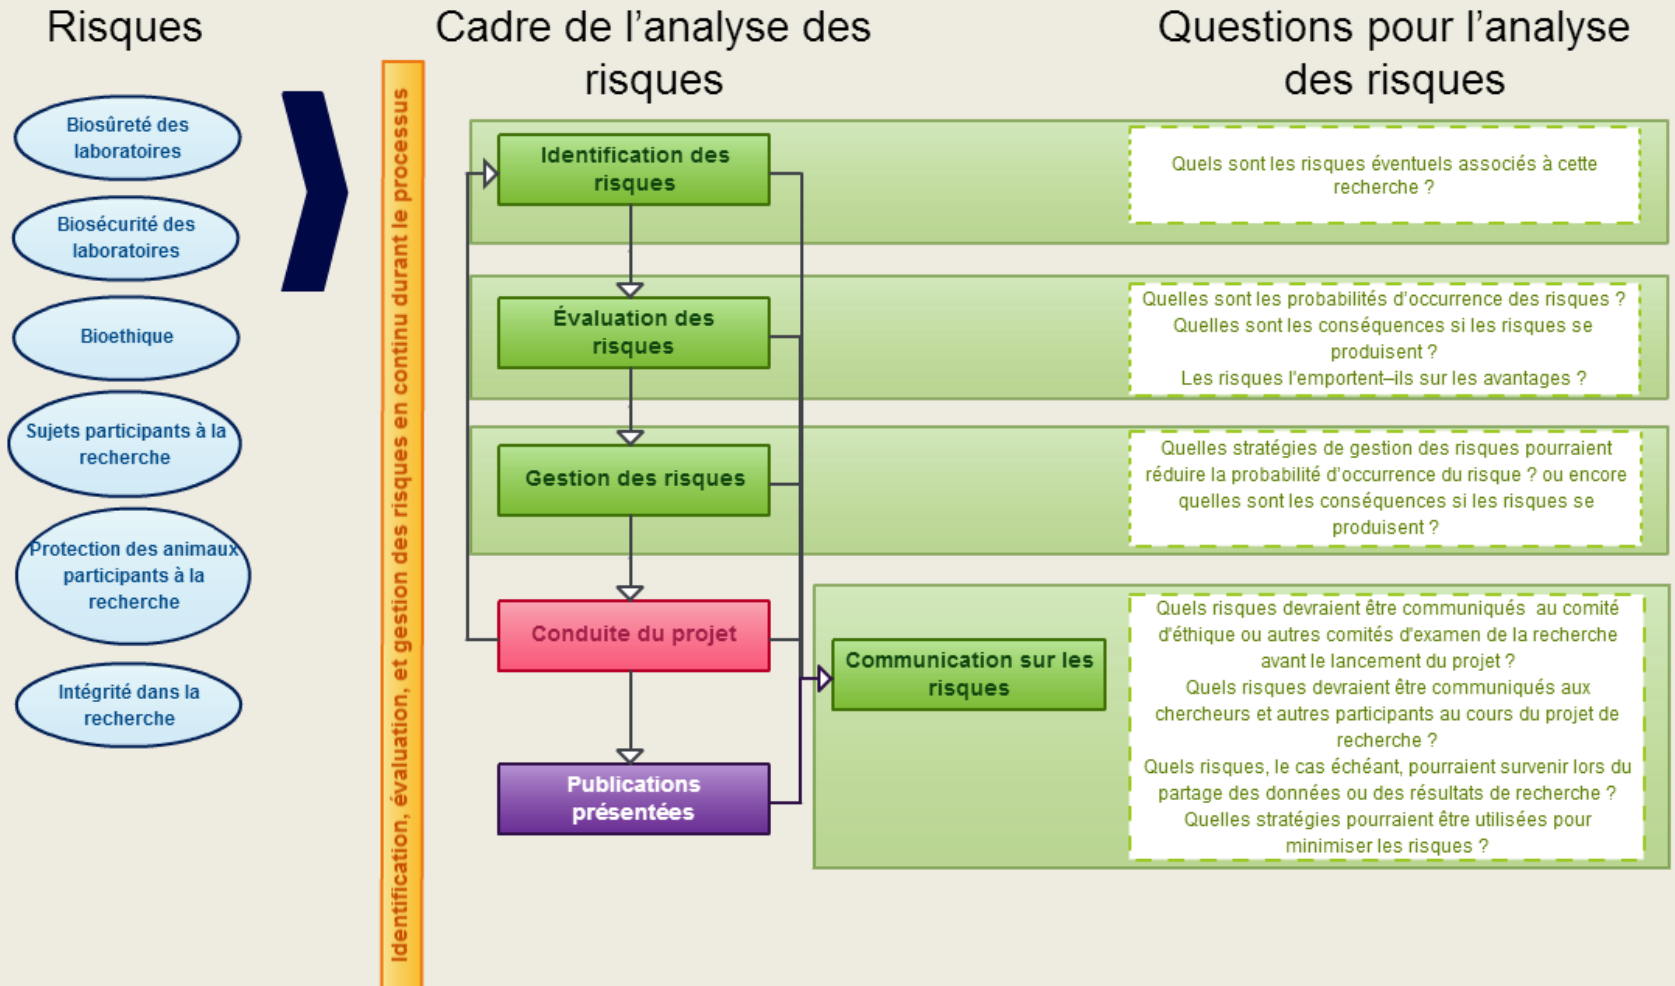 Risques
Cadre de l'analyse des
risques
Questions pour l'analyse
des risques
Biosûreté des
laboratoires
Biosécurité des
laboratoires
Bioethique
Sujets participants à la
recherche
Protection des animaux
participants à la
recherche
Intégrité dans la
recherche
Identification, évaluation, et gestion des risques en continu durant le processus
Identification des
risques
Quels sont les risques éventuels associés à cette
recherche ?
Évaluation des
risques
Quelles sont les probabilités d'occurrence des risques ?
Quelles sont les conséquences si les risques se
produisent ?
Les risques l'emportent–ils sur les avantages ?
Gestion des risques
Quelles stratégies de gestion des risques pourraient
réduire la probabilité d'occurrence du risque ? ou encore
quelles sont les conséquences si les risques se
produisent ?
Conduite du projet
Publications
présentées
Communication sur les
risques
Quels risques devraient être communiqués au comité
d'éthique ou autres comités d'examen de la recherche
avant le lancement du projet ?
Quels risques devraient être communiqués aux
chercheurs et autres participants au cours du projet de
recherche ?
Quels risques, le cas échéant, pourraient survenir lors du
partage des données ou des résultats de recherche ?
Quelles stratégies pourraient être utilisées pour
minimiser les risques ?